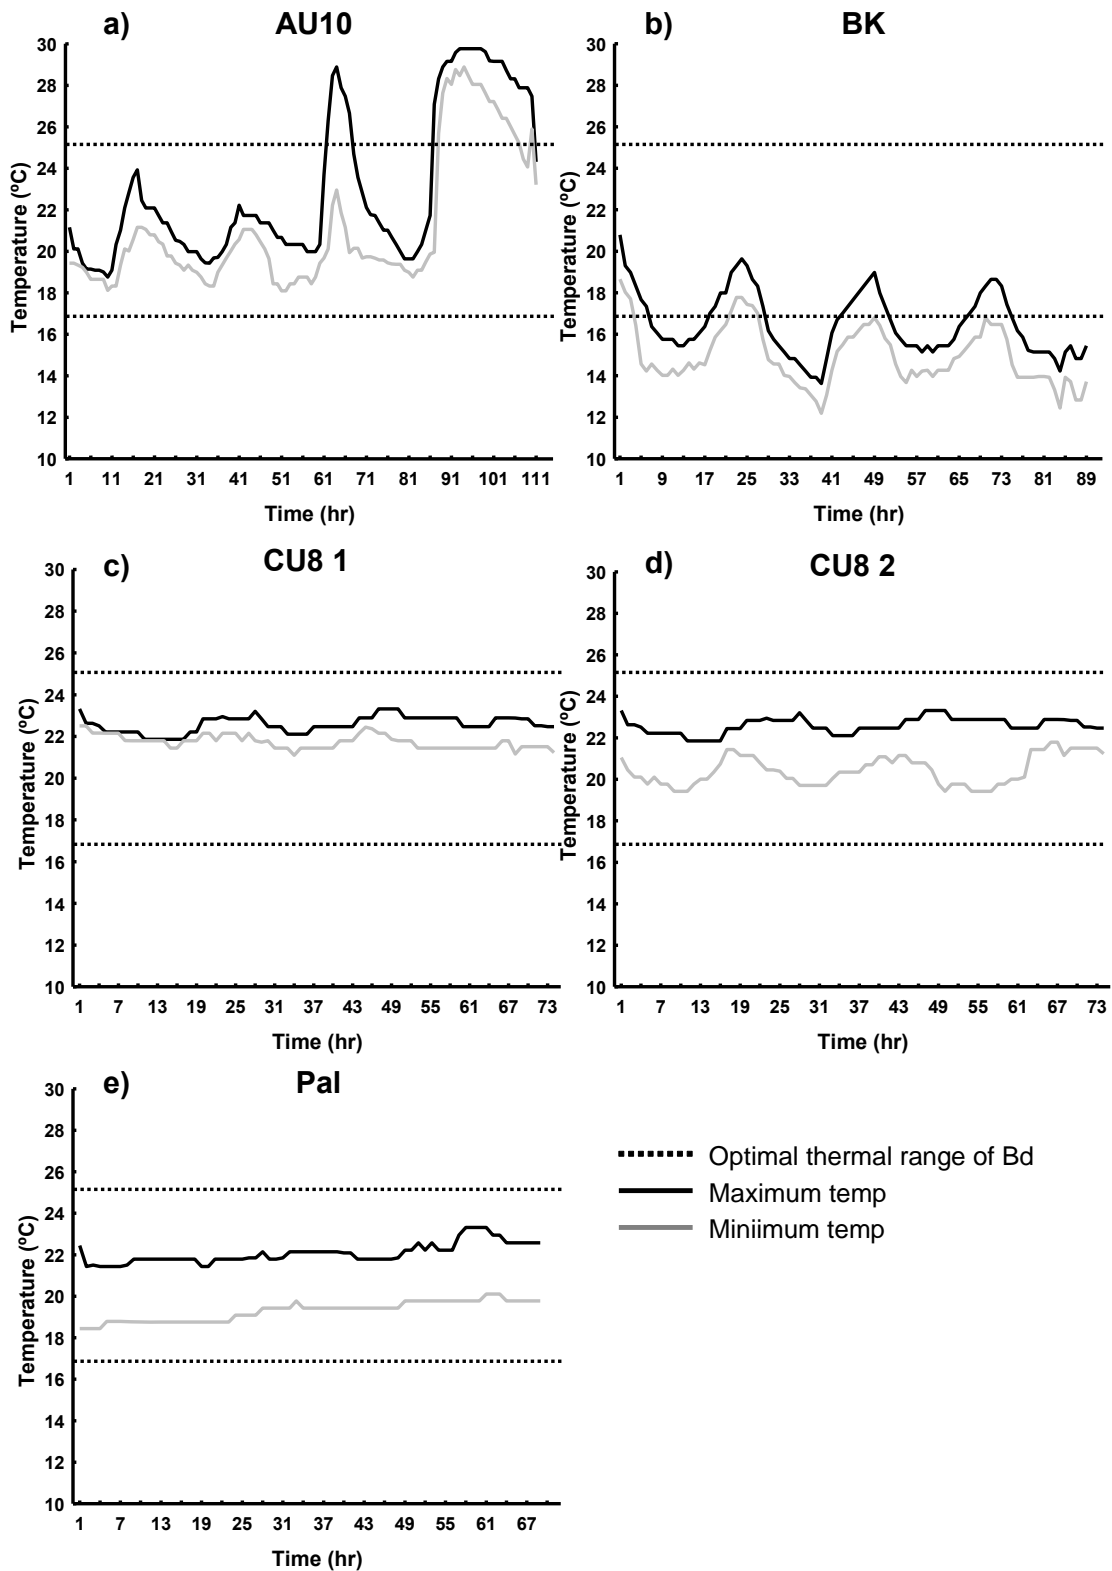 a) AU10
30
28
26
24
22
20
18
16
14
12
10
Temperature (ºC)
1 11 21 31 41 51 61 71 81 91 101 111
Time (hr)
b) BK
30
28
26
24
22
20
18
16
14
12
10
Temperature (ºC)
1 9 17 25 33 41 49 57 65 73 81 89
Time (hr)
c) CU8 1
30
28
26
24
22
20
18
16
14
12
10
Temperature (ºC)
1 7 13 19 25 31 37 43 49 55 61 67 73
Time (hr)
d) CU8 2
30
28
26
24
22
20
18
16
14
12
10
Temperature (ºC)
1 7 13 19 25 31 37 43 49 55 61 67 73
Time (hr)
e) Pal
30
28
26
24
22
20
18
16
14
12
10
Temperature (ºC)
1 7 13 19 25 31 37 43 49 55 61 67
Time (hr)
Optimal thermal range of Bd
Maximum temp
Miniimum temp